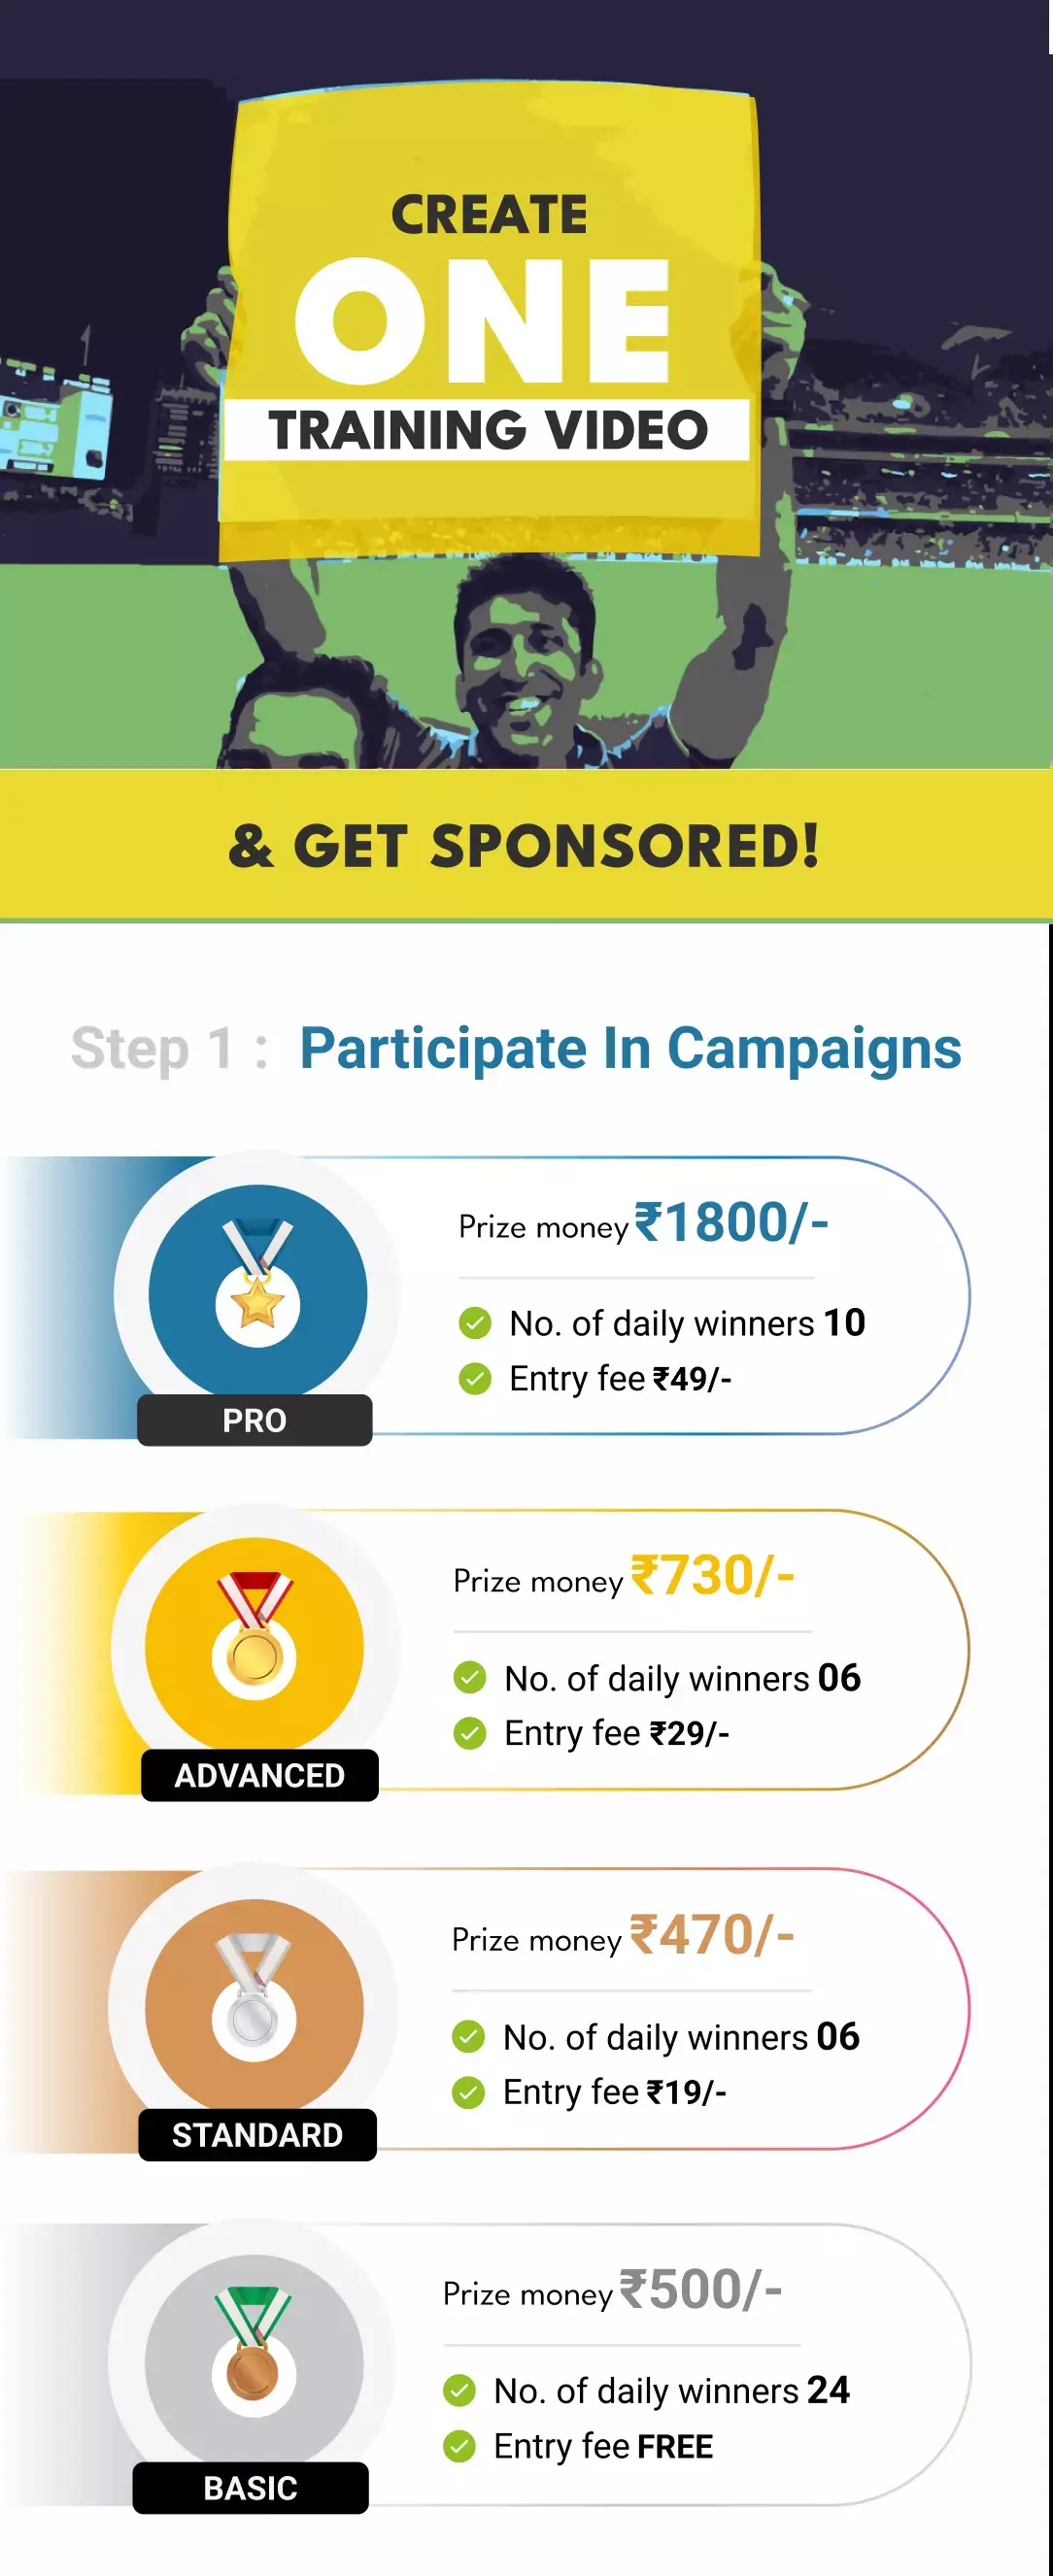 CREATE
ONE
TRAINING VIDEO
& GET SPONSORED!
Step 1 : Participate In Campaigns
Prize money ₹1800/-
No. of daily winners 10
Entry fee ₹49/-
PRO
Prize money ₹730/-
No. of daily winners 06
Entry fee ₹29/-
ADVANCED
Prize money ₹470/-
No. of daily winners 06
Entry fee ₹19/-
STANDARD
Prize money ₹500/-
No. of daily winners 24
Entry fee FREE
BASIC